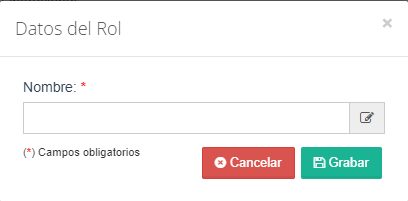 Datos del Rol ×
Nombre: *
(*) Campos obligatorios
Cancelar
Grabar